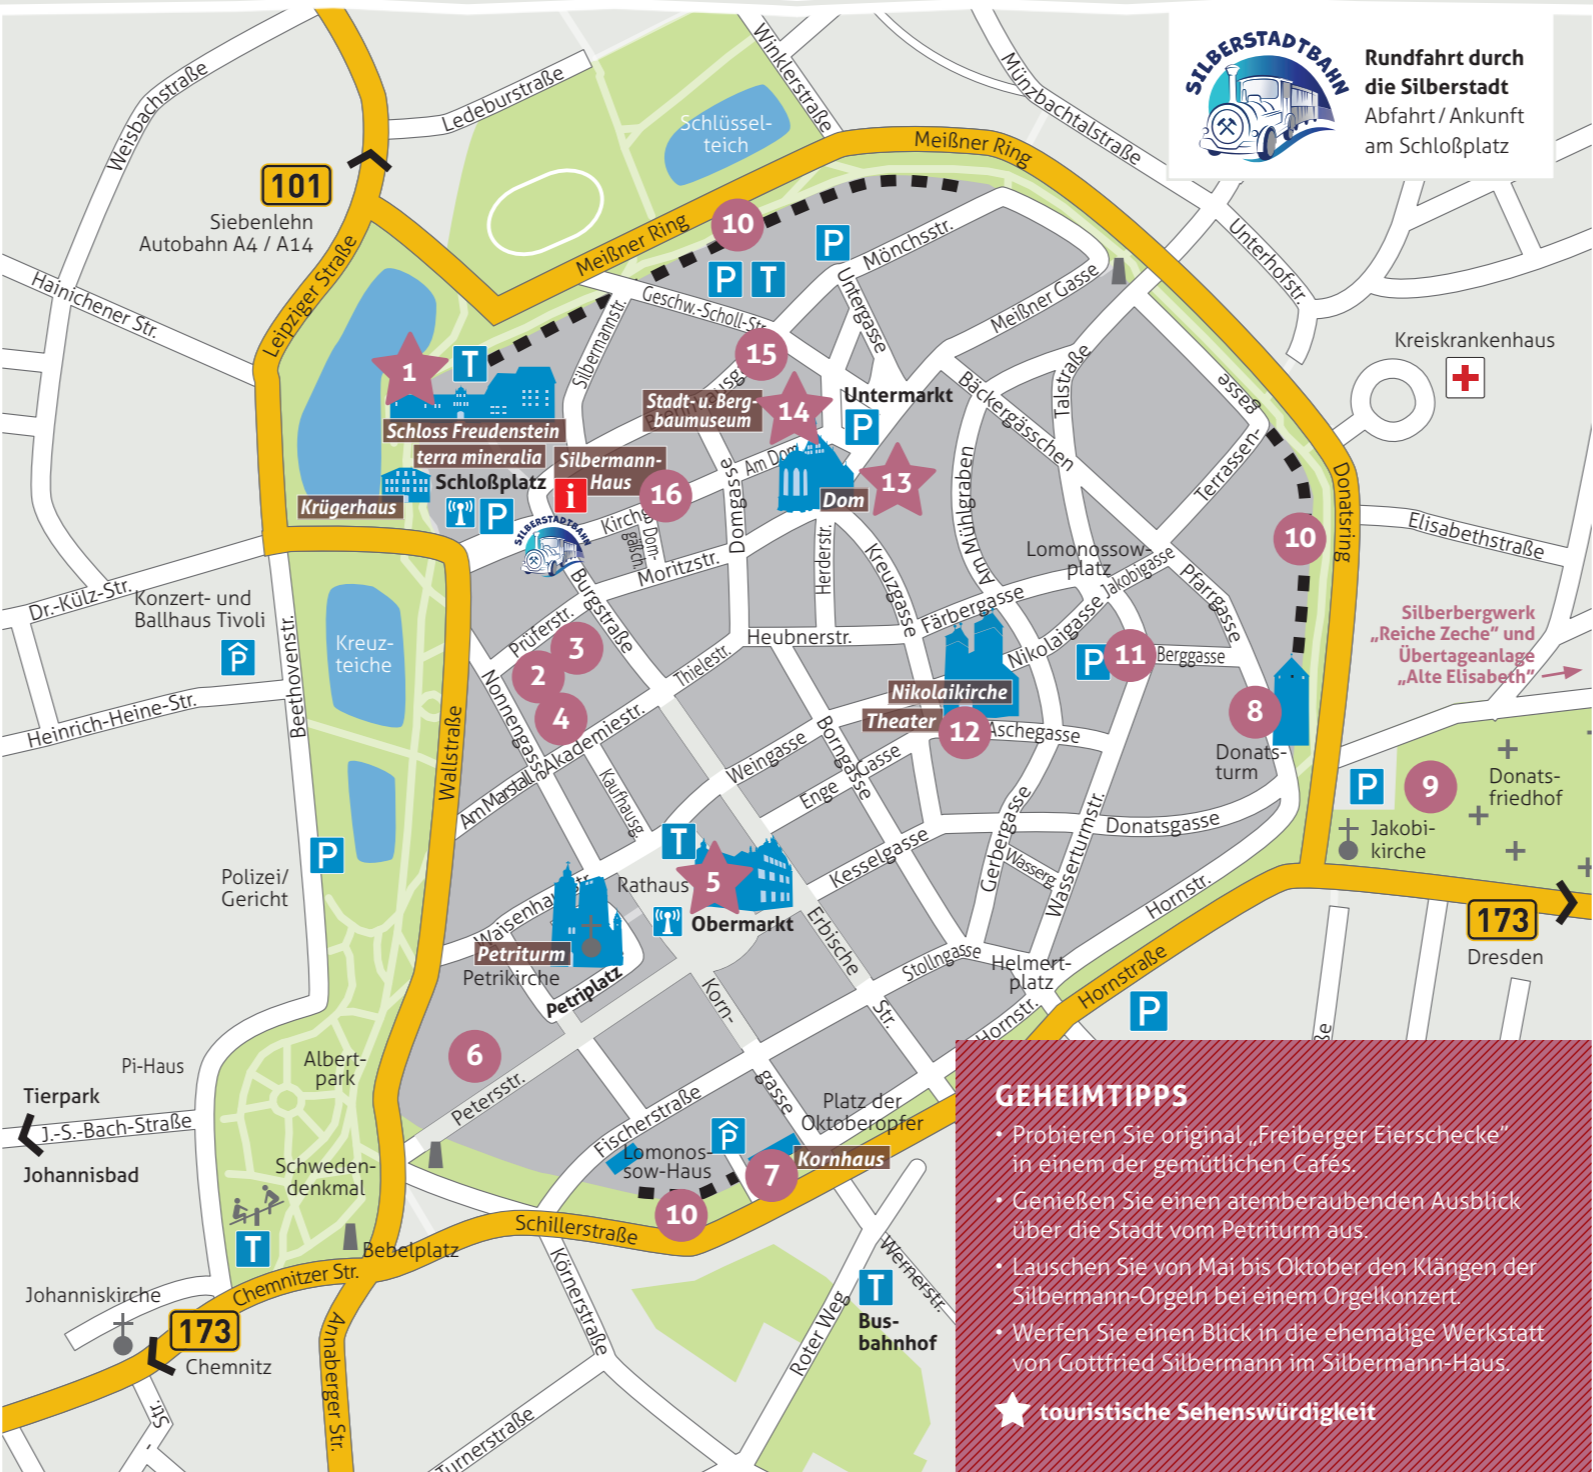 SILBERSTADTBAHN
Rundfahrt durch
die Silberstadt
Abfahrt / Ankunft
am Schloßplatz
Weisbachstraße
Ledeburstraße
Winklerstraße
Münzbachtalstraße
Schlüssel-
teich
Meißner Ring
101
Siebenlehn
Autobahn A4 / A14
Leipziger Straße
Hainichener Str.
Meißner Ring
10
P
P
T
Mönchsstr.
Unterhofstr.
Geschw.-Scholl-Str.
Untergasse
Meißner Gasse
Silbermannstr.
1
T
15
Kreiskrankenhaus
Talstraße
Bäckergässchen
Terrassen-
gasse
Stadt- u. Berg-
baumuseum
14
Untermarkt
P
Schloss Freudenstein
terra mineralia
Silbermann-
Haus
i
16
Am Dom
Dom
13
Krügerhaus
Schloßplatz
P
SILBERSTADTBAHN
Kirchg.
Dom-
gäßch.
Domgasse
Moritzstr.
Herderstr.
Kreuzgasse
Am Mühlgraben
Lomonossow-
platz
Jakobigasse
Pfarrgasse
10
Donatsring
Elisabethstraße
Dr.-Külz-Str.
Konzert- und
Ballhaus Tivoli
P
Beethovenstr.
Kreuz-
teiche
Heinrich-Heine-Str.
Burgstraße
Prüferstr.
3
2
4
Heubnerstr.
Thielestr.
Färbergasse
Nikolaigasse
P
11
Berggasse
Silberbergwerk
„Reiche Zeche“ und
Übertageanlage
„Alte Elisabeth“
Nikolaikirche
Theater
12
Aschegasse
8
Donats-
turm
Nonnengasse
Akademiestr.
Am Marstall
Kaufhausg.
Weingasse
Borngasse
Enge Gasse
Wallstraße
P
9
Donats-
friedhof
Jakobi-
kirche
Donatsgasse
Gerbergasse
Wasserg.
Wasserturmstr.
Kesselgasse
P
Polizei/
Gericht
T
Rathaus
5
Obermarkt
Waisenhausstr.
Petriturm
Petrikirche
Petriplatz
Erbische
Str.
Stollngasse
Helmert-
platz
Hornstr.
Hornstraße
Hornstr.
P
173
Dresden
Korn-
gasse
6
Petersstr.
Albert-
park
Pi-Haus
Tierpark
J.-S.-Bach-Straße
Johannisbad
Fischerstraße
Lomonos-
sow-Haus
P
Platz der
Oktoberopfer
Kornhaus
7
10
Schweden-
denkmal
T
Bebelplatz
Schillerstraße
Chemnitzer Str.
Johanniskirche
173
Chemnitz
Annaberger Str.
Str.
Körnerstraße
Turnerstraße
Roter Weg
Wernerstr.
T
Bus-
bahnhof
GEHEIMTIPPS
• Probieren Sie original „Freiberger Eierschecke“
in einem der gemütlichen Cafés.
• Genießen Sie einen atemberaubenden Ausblick
über die Stadt vom Petriturm aus.
• Lauschen Sie von Mai bis Oktober den Klängen der
Silbermann-Orgeln bei einem Orgelkonzert.
• Werfen Sie einen Blick in die ehemalige Werkstatt
von Gottfried Silbermann im Silbermann-Haus.
touristische Sehenswürdigkeit